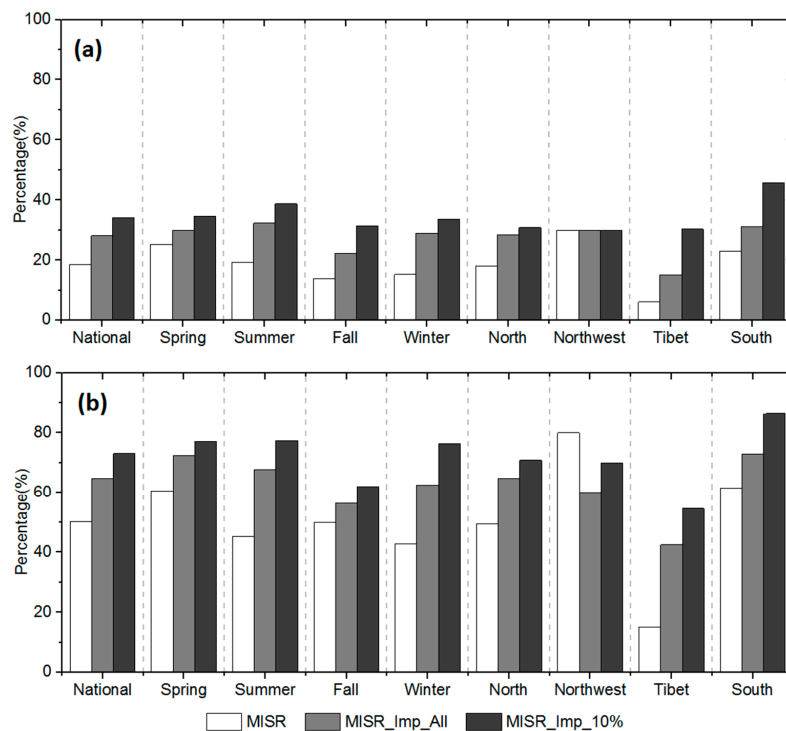 (a)
Percentage(%)
100
80
60
40
20
0
National Spring Summer Fall Winter North Northwest Tibet South
(b)
Percentage(%)
100
80
60
40
20
0
National Spring Summer Fall Winter North Northwest Tibet South
MISR MISR_Imp_All MISR_Imp_10%